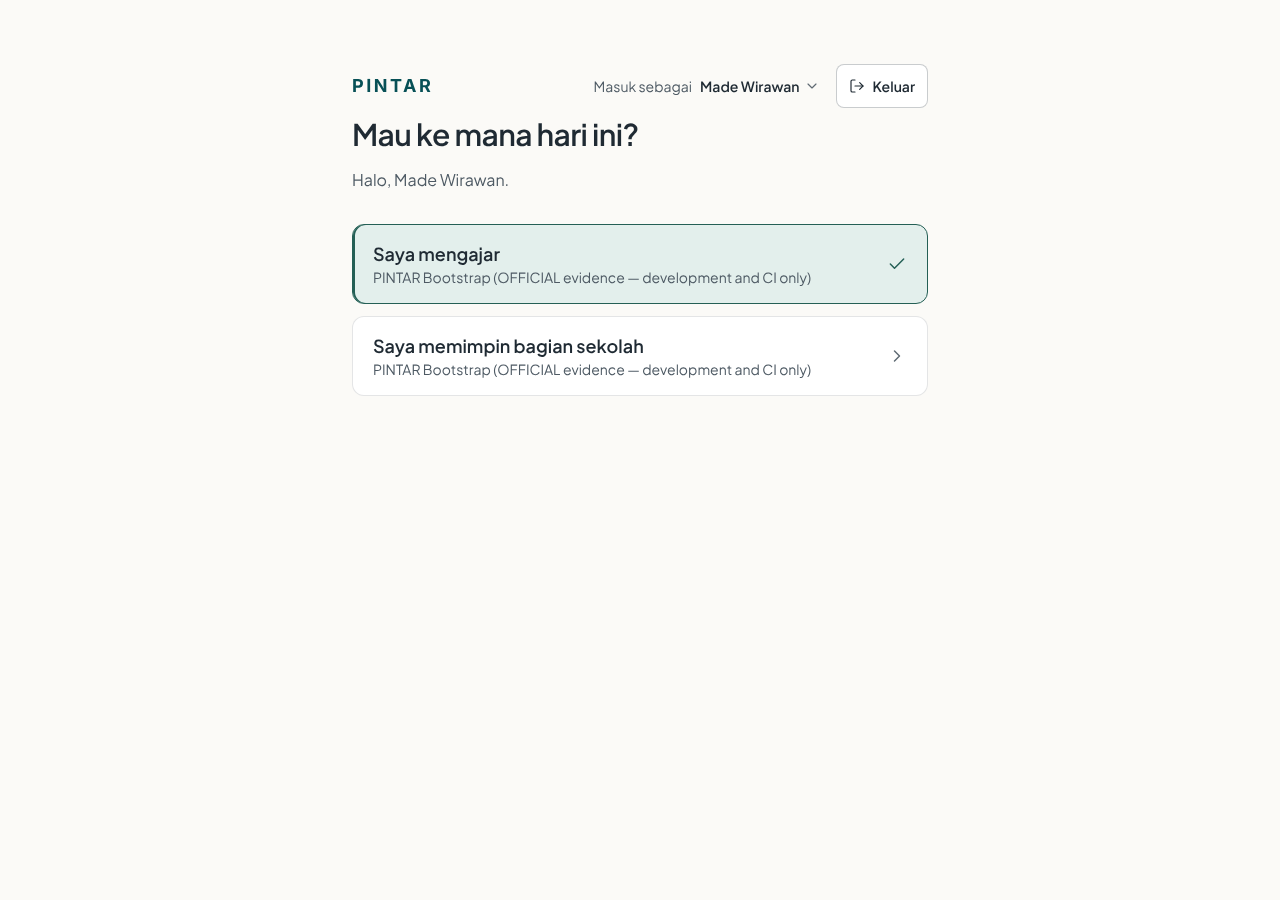 PINTAR
Masuk sebagai Made Wirawan
Keluar
Mau ke mana hari ini?
Halo, Made Wirawan.
Saya mengajar
PINTAR Bootstrap (OFFICIAL evidence — development and CI only)
Saya memimpin bagian sekolah
PINTAR Bootstrap (OFFICIAL evidence — development and CI only)